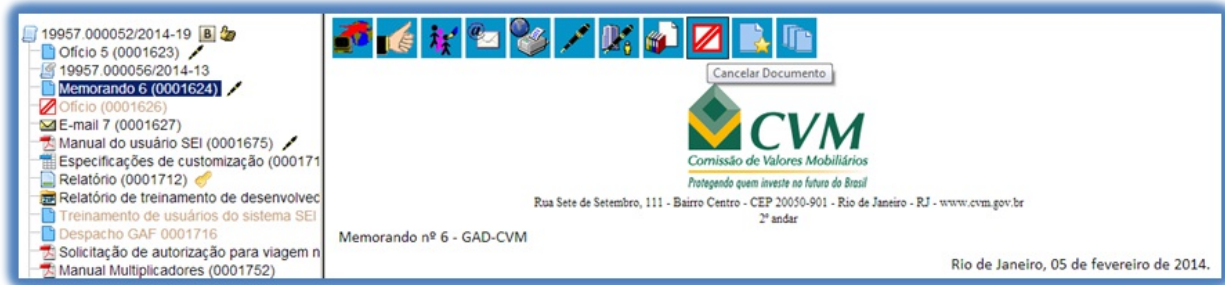 19957.000052/2014-19 B
Ofício 5 (0001623)
19957.000056/2014-13
Memorando 6 (0001624)
Ofício (0001626)
E-mail 7 (0001627)
Manual do usuário SEI (0001675)
Especificações de customização (000171
Relatório (0001712)
Relatório de treinamento de desenvolvec
Treinamento de usuários do sistema SEI
Despacho GAF 0001716
Solicitação de autorização para viagem n
Manual Multiplicadores (0001752)
Cancelar Documento
CVM
Comissão de Valores Mobiliários
Protegendo quem investe no futuro do Brasil
Rua Sete de Setembro, 111 - Bairro Centro - CEP 20050-901 - Rio de Janeiro - RJ - www.cvm.gov.br
2º andar
Memorando nº 6 - GAD-CVM
Rio de Janeiro, 05 de fevereiro de 2014.